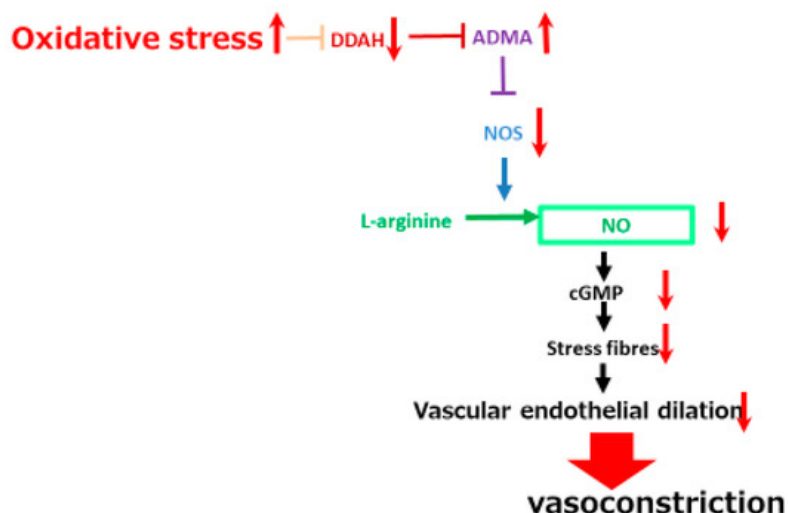 Oxidative stress DDAH ADMA
NOS
L-arginine NO
cGMP
Stress fibres
Vascular endothelial dilation
vasoconstriction